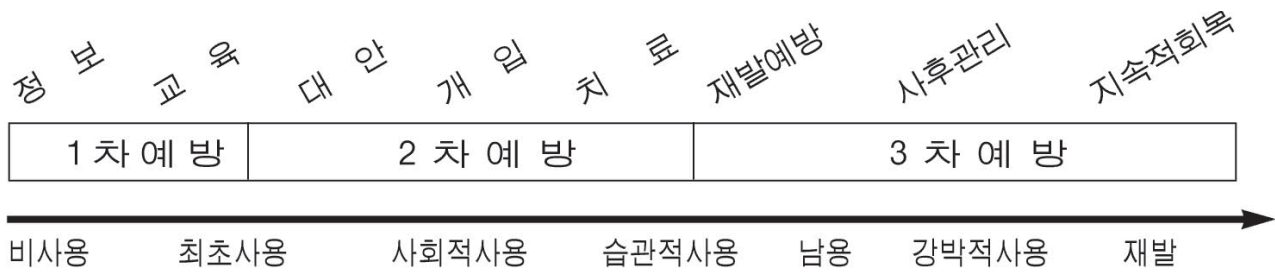 정 보 교 육 대 안 개 입 치 료 재발예방 사후관리 지속적회복
1 차 예 방 2 차 예 방 3 차 예 방
비사용 최초사용 사회적사용 습관적사용 남용 강박적사용 재발